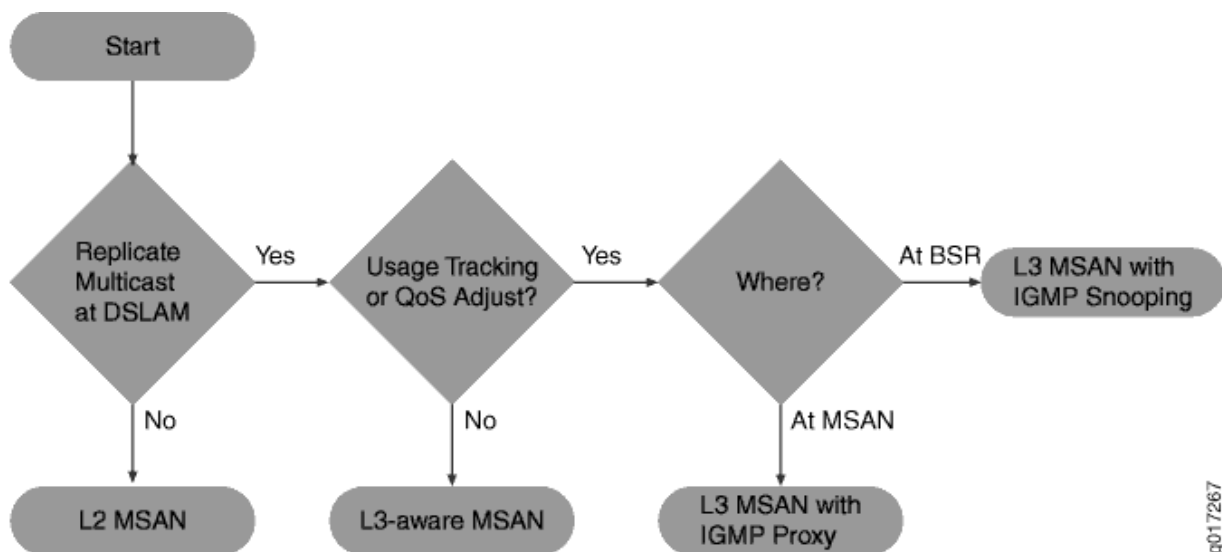 Start
Replicate
Multicast
at DSLAM
Yes
Usage Tracking
or QoS Adjust?
Yes
Where?
At BSR
L3 MSAN with
IGMP Snooping
No
No
At MSAN
L2 MSAN
L3-aware MSAN
L3 MSAN with
IGMP Proxy
g017267